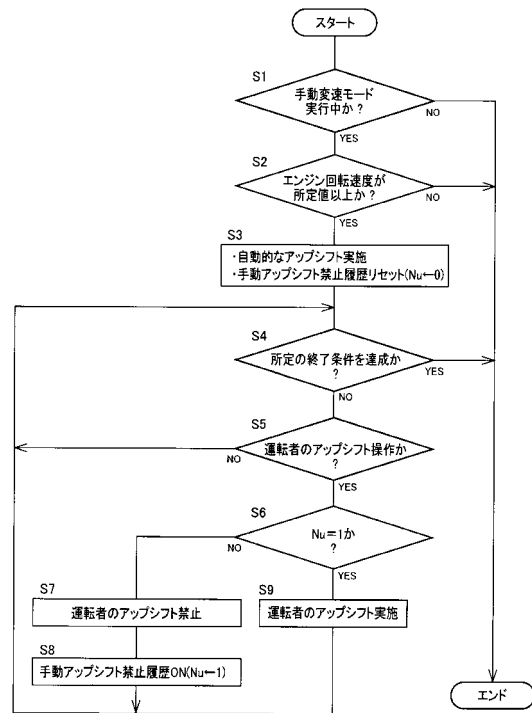 スタート
S1
手動変速モード
実行中か?
NO
YES
S2
エンジン回転速度が
所定値以上か?
NO
YES
S3
・自動的なアップシフト実施
・手動アップシフト禁止履歴リセット(Nu←0)
S4
所定の終了条件を達成か
?
YES
NO
S5
運転者のアップシフト操作か
?
NO
YES
S6
Nu=1か
?
NO
YES
S7
運転者のアップシフト禁止
S9
運転者のアップシフト実施
S8
手動アップシフト禁止履歴ON(Nu←1)
エンド